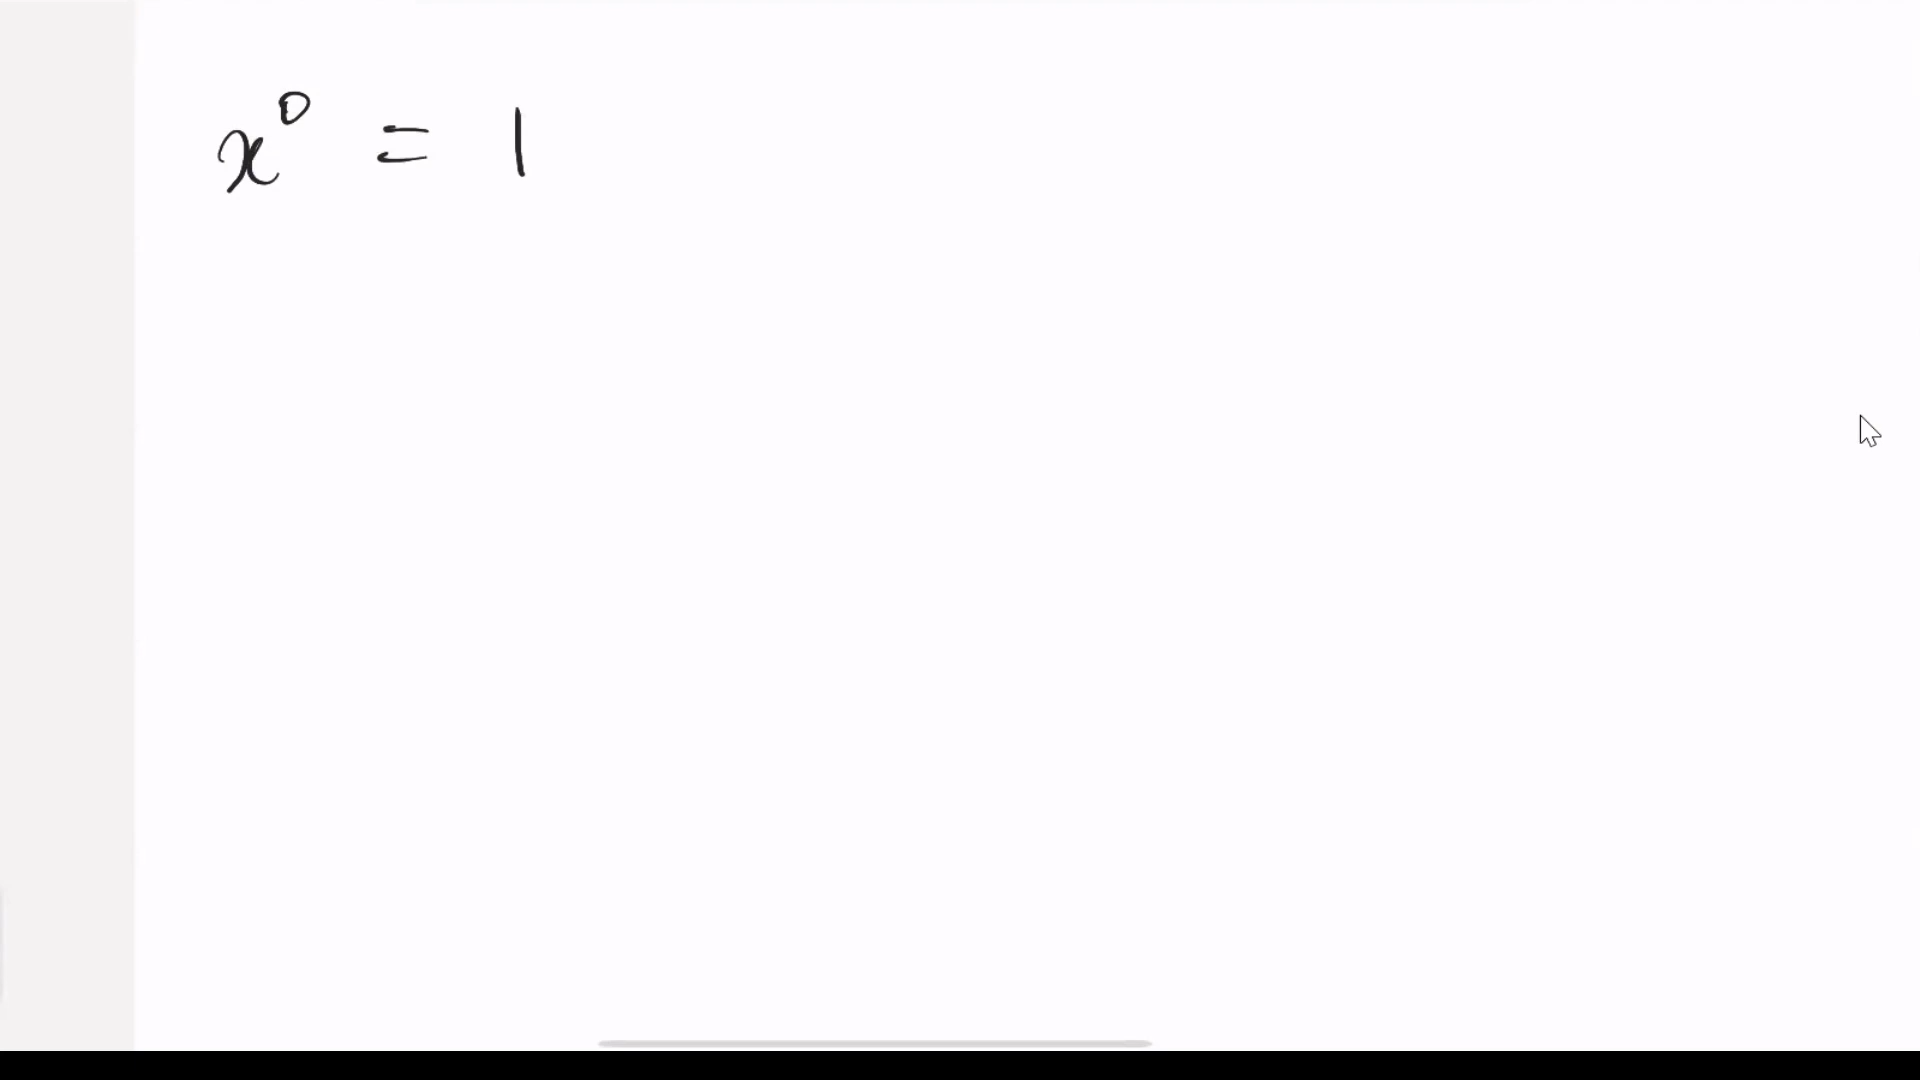 x⁰ = 1